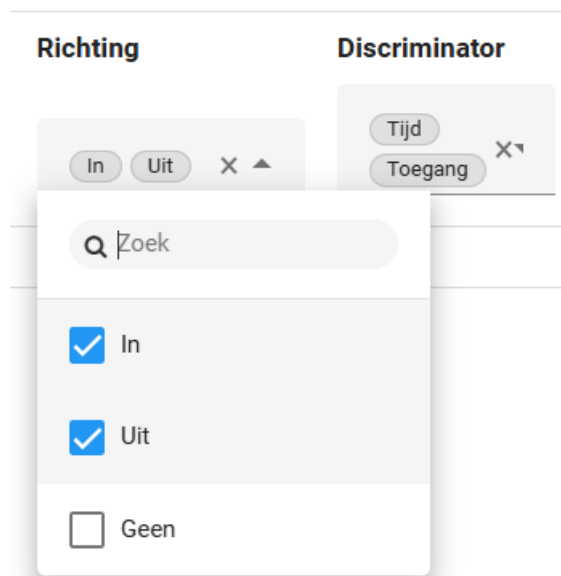 Richting
Discriminator
In Uit
Tijd
Toegang
Zoek
In
Uit
Geen